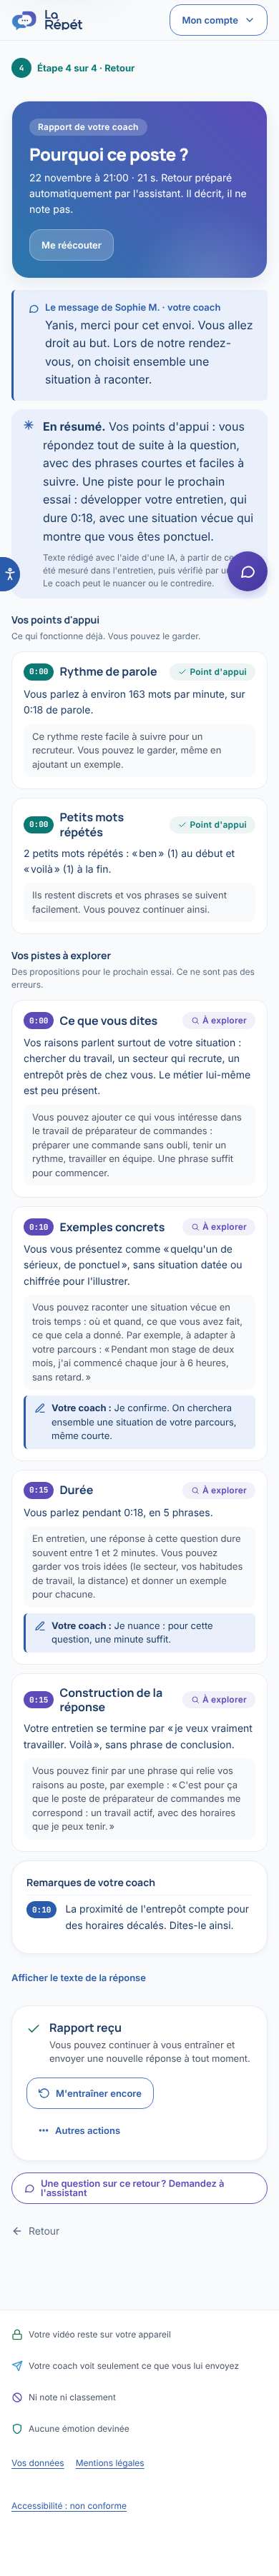 La
Répét
Mon compte
4 Étape 4 sur 4 · Retour
Rapport de votre coach
Pourquoi ce poste ?
22 novembre à 21:00 · 21 s. Retour préparé
automatiquement par l'assistant. Il décrit, il ne
note pas.
Me réécouter
Le message de Sophie M. · votre coach
Yanis, merci pour cet envoi. Vous allez
droit au but. Lors de notre rendez-
vous, on choisit ensemble une
situation à raconter.
En résumé. Vos points d'appui : vous
répondez tout de suite à la question,
avec des phrases courtes et faciles à
suivre. Une piste pour le prochain
essai : développer votre entretien, qui
dure 0:18, avec une situation vécue qui
montre que vous êtes ponctuel.
Texte rédigé avec l'aide d'une IA, à partir de ce
été mesuré dans l'entretien, puis vérifié par
Le coach peut le nuancer ou le contredire.
Vos points d'appui
Ce qui fonctionne déjà. Vous pouvez le garder.
0:00 Rythme de parole Point d'appui
Vous parlez à environ 163 mots par minute, sur
0:18 de parole.
Ce rythme reste facile à suivre pour un
recruteur. Vous pouvez le garder, même en
ajoutant un exemple.
0:00 Petits mots
répétés
Point d'appui
2 petits mots répétés : « ben » (1) au début et
« voilà » (1) à la fin.
Ils restent discrets et vos phrases se suivent
facilement. Vous pouvez continuer ainsi.
Vos pistes à explorer
Des propositions pour le prochain essai. Ce ne sont pas des
erreurs.
0:00 Ce que vous dites À explorer
Vos raisons parlent surtout de votre situation :
chercher du travail, un secteur qui recrute, un
entrepôt près de chez vous. Le métier lui-même
est peu présent.
Vous pouvez ajouter ce qui vous intéresse dans
le travail de préparateur de commandes :
préparer une commande sans oubli, tenir un
rythme, travailler en équipe. Une phrase suffit
pour commencer.
0:10 Exemples concrets À explorer
Vous vous présentez comme « quelqu'un de
sérieux, de ponctuel », sans situation datée ou
chiffrée pour l'illustrer.
Vous pouvez raconter une situation vécue en
trois temps : où et quand, ce que vous avez fait,
ce que cela a donné. Par exemple, à adapter à
votre parcours : « Pendant mon stage de deux
mois, j'ai commencé chaque jour à 6 heures,
sans retard. »
Votre coach : Je confirme. On cherchera
ensemble une situation de votre parcours,
même courte.
0:15 Durée À explorer
Vous parlez pendant 0:18, en 5 phrases.
En entretien, une réponse à cette question dure
souvent entre 1 et 2 minutes. Vous pouvez
garder vos trois idées (le secteur, vos habitudes
de travail, la distance) et donner un exemple
pour chacune.
Votre coach : Je nuance : pour cette
question, une minute suffit.
0:15 Construction de la
réponse
À explorer
Votre entretien se termine par « je veux vraiment
travailler. Voilà », sans phrase de conclusion.
Vous pouvez finir par une phrase qui relie vos
raisons au poste, par exemple : « C'est pour ça
que le poste de préparateur de commandes me
correspond : un travail actif, avec des horaires
que je peux tenir. »
Remarques de votre coach
0:10 La proximité de l'entrepôt compte pour
des horaires décalés. Dites-le ainsi.
Afficher le texte de la réponse
Rapport reçu
Vous pouvez continuer à vous entraîner et
envoyer une nouvelle réponse à tout moment.
M'entraîner encore
Autres actions
Une question sur ce retour ? Demandez à
l'assistant
Retour
Votre vidéo reste sur votre appareil
Votre coach voit seulement ce que vous lui envoyez
Ni note ni classement
Aucune émotion devinée
Vos données Mentions légales
Accessibilité : non conforme